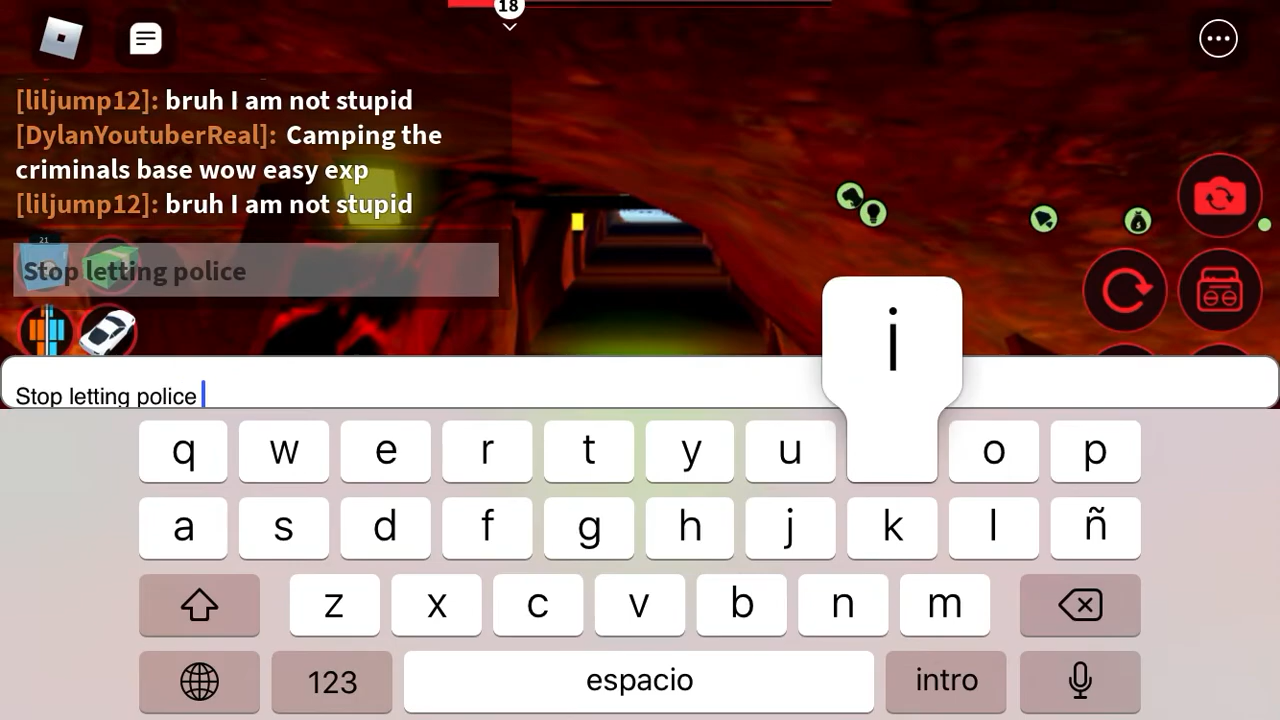 18
[liljump12]: bruh I am not stupid
[DylanYoutuberReal]: Camping the
criminals base wow easy exp
[liljump12]: bruh I am not stupid
21
Stop letting police
Stop letting police
i
q w e r t y u o p
a s d f g h j k l ñ
z x c v b n m
123 espacio intro